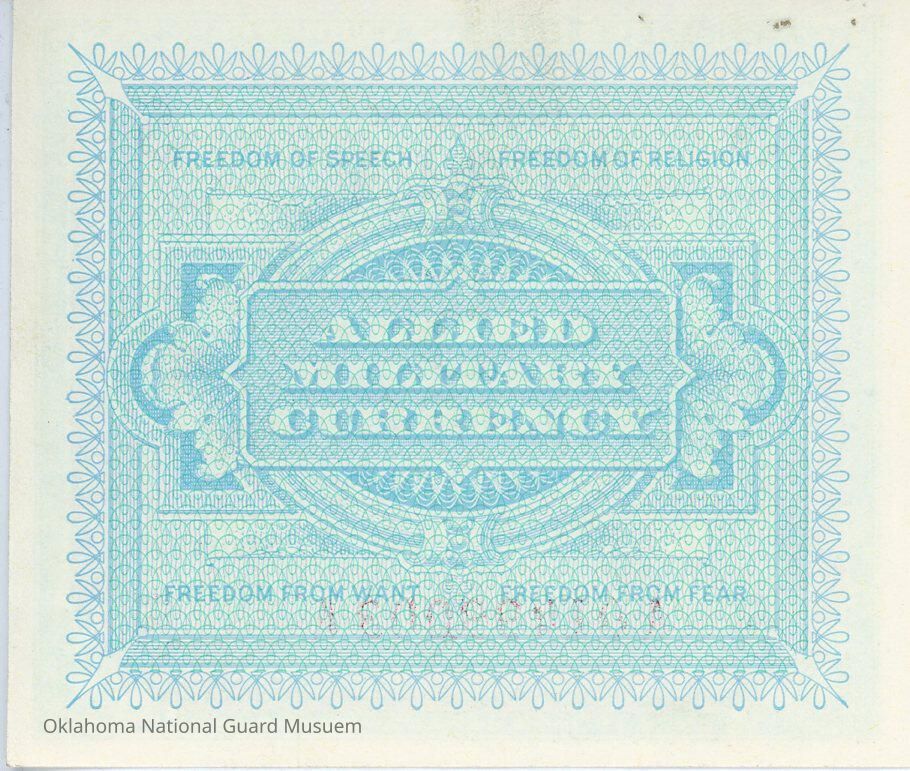 FREEDOM OF SPEECH FREEDOM OF RELIGION
ALLIED
MILITARY
CURRENCY
FREEDOM FROM WANT FREEDOM FROM FEAR
Oklahoma National Guard Musuem